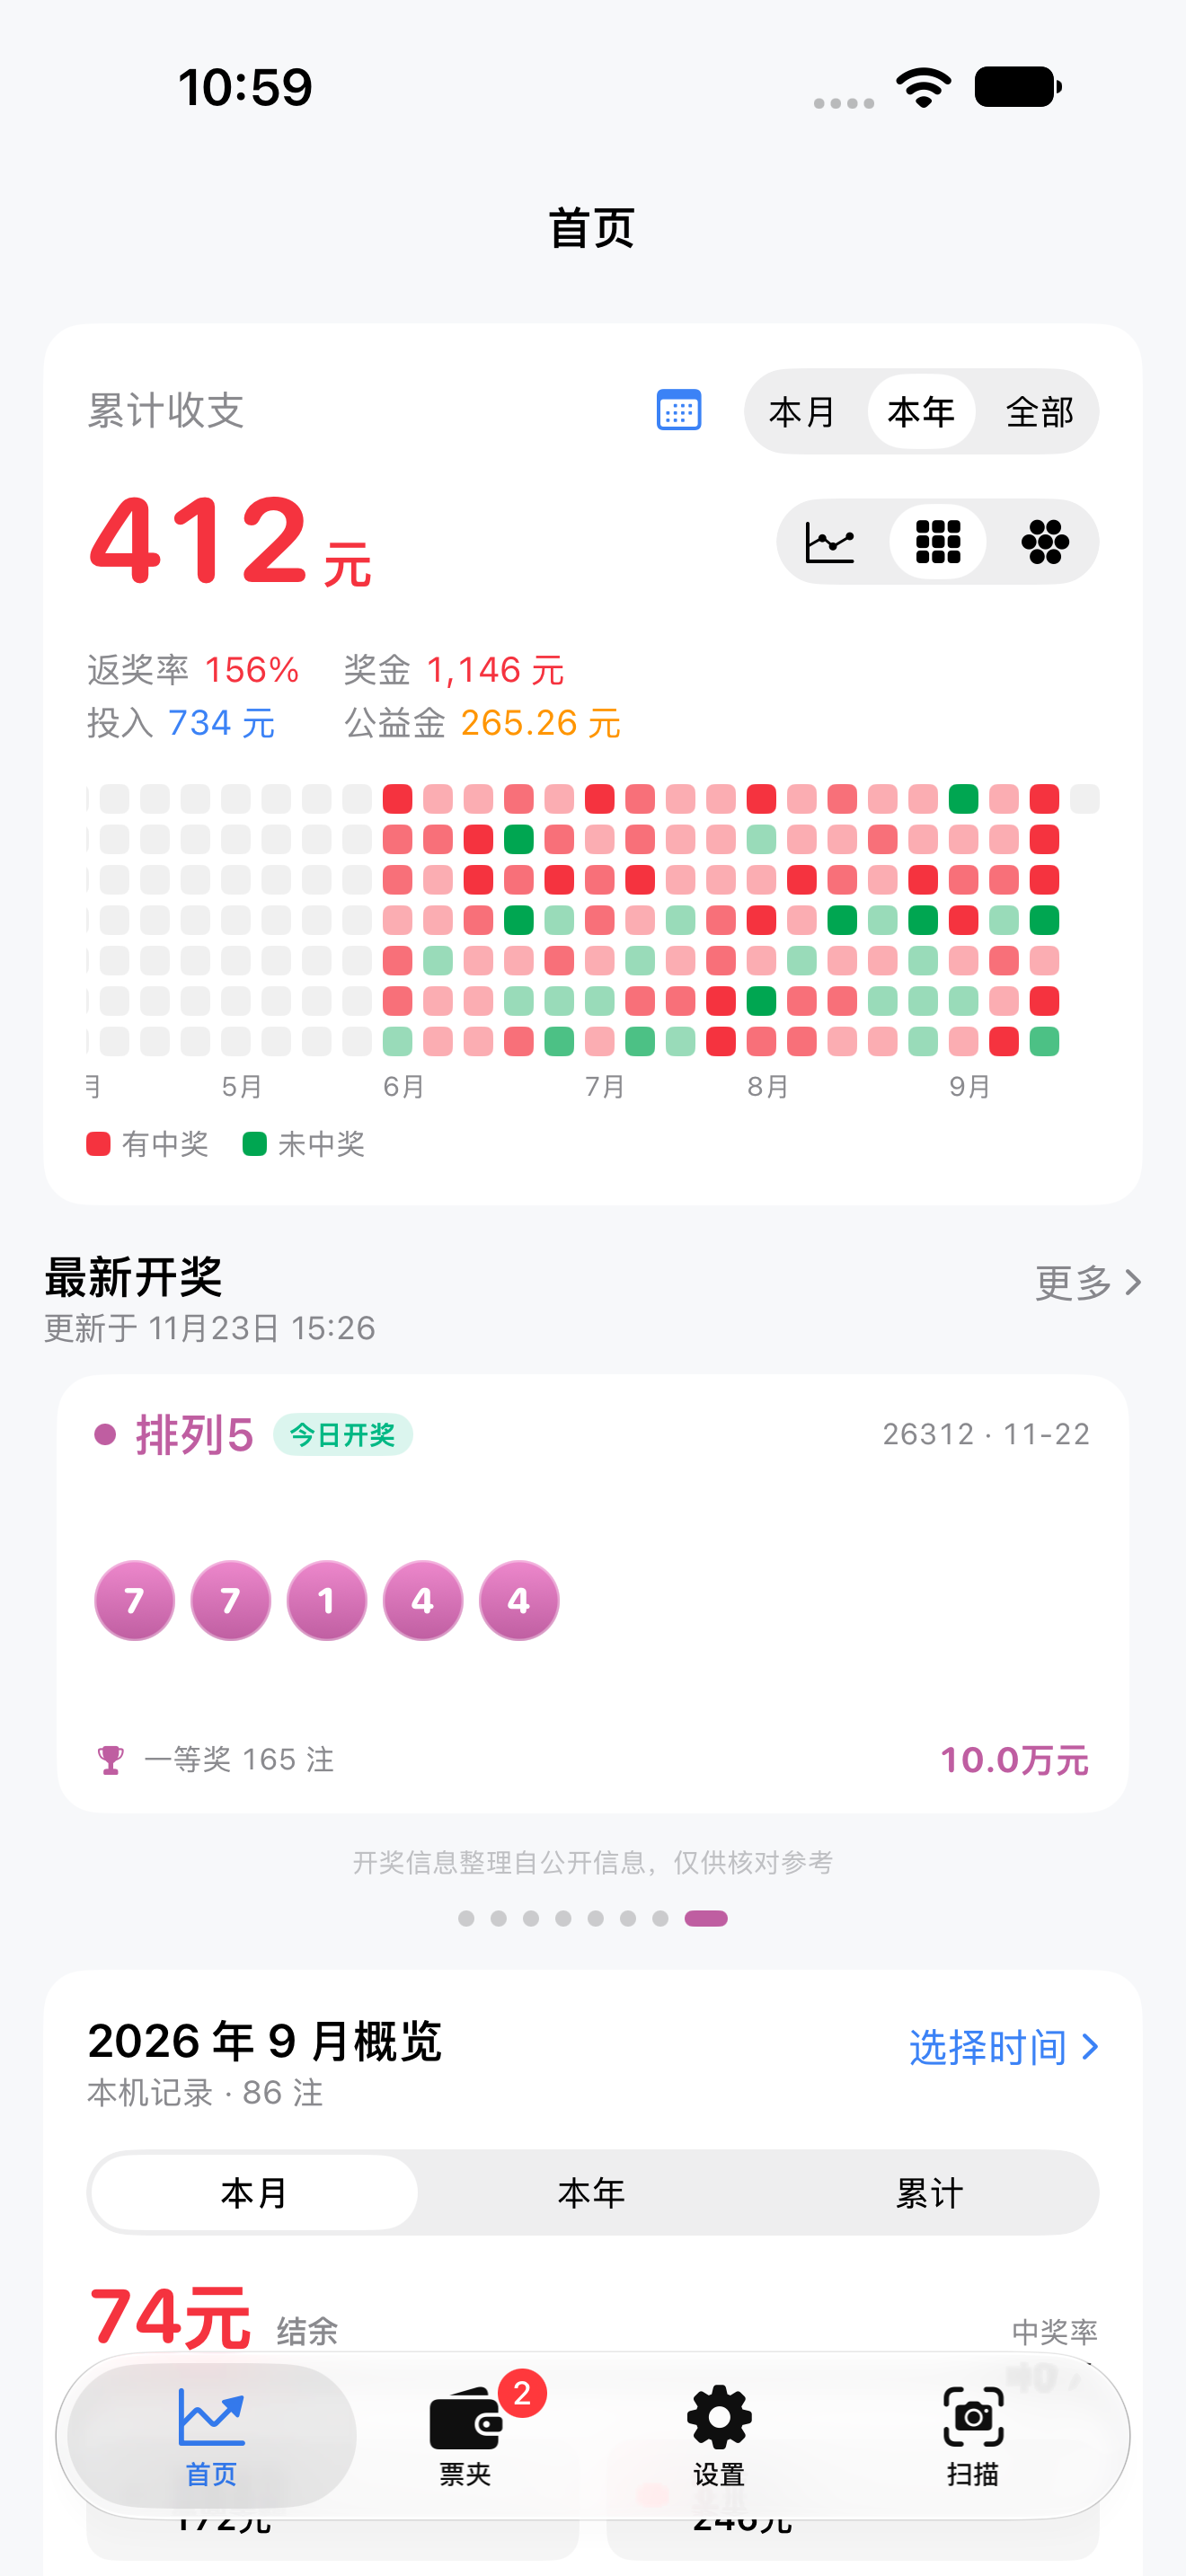 10:59
首页
累计收支
本月 本年 全部
412 元
返奖率 156% 奖金 1,146 元
投入 734 元 公益金 265.26 元
月 5月 6月 7月 8月 9月
有中奖 未中奖
最新开奖
更多
更新于 11月23日 15:26
排列5 今日开奖 26312 · 11-22
7 7 1 4 4
一等奖 165 注 10.0万元
开奖信息整理自公开信息，仅供核对参考
2026 年 9 月概览
选择时间
本机记录 · 86 注
本月 本年 累计
74元 结余 中奖率
2
首页 票夹 设置 扫描
172元 246元